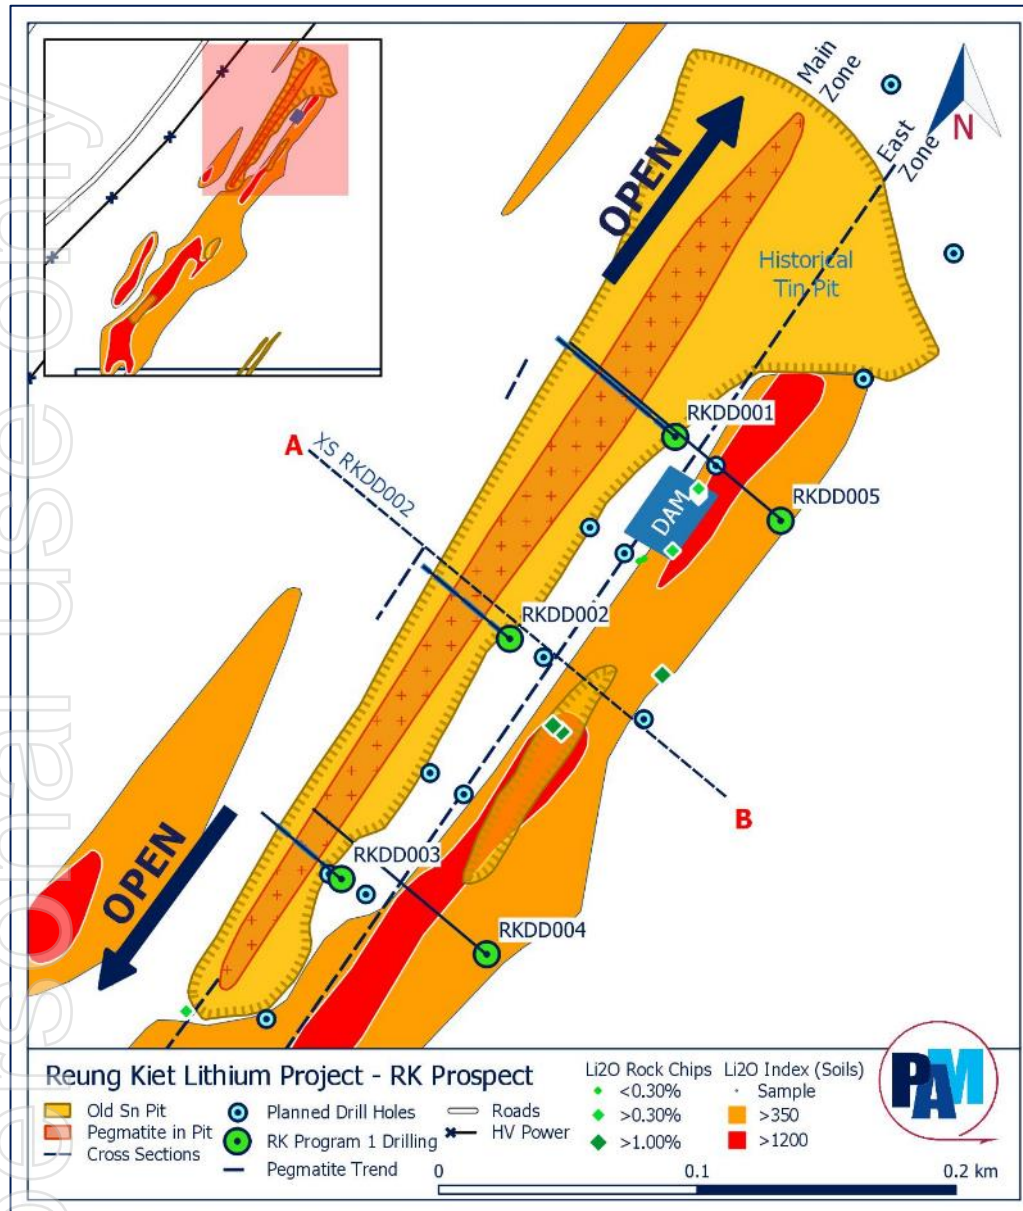 Main
Zone
East
Zone
N
OPEN
Historical
Tin Pit
RKDD001
A
XS RKDD002
DAM
RKDD005
RKDD002
B
OPEN
RKDD003
RKDD004
Reung Kiet Lithium Project - RK Prospect
Old Sn Pit
Pegmatite in Pit
Cross Sections
Planned Drill Holes
RK Program 1 Drilling
Pegmatite Trend
Roads
HV Power
Li2O Rock Chips
<0.30%
>0.30%
>1.00%
Li2O Index (Soils)
Sample
>350
>1200
0
0.1
0.2 km
PAM
ersonal use only